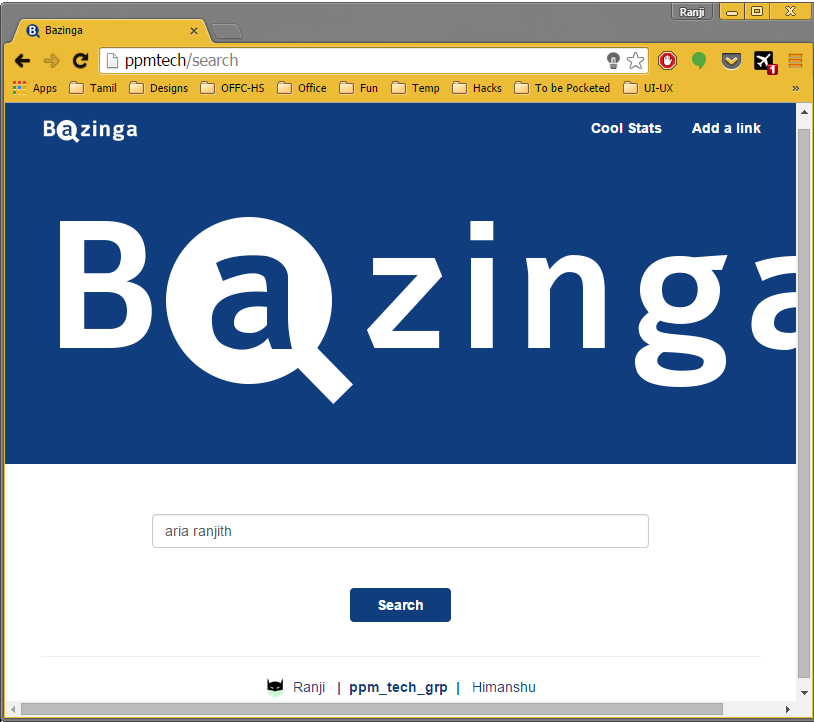 Ranji
Bazinga
ppmtech/search
1
Apps Tamil Designs OFFC-HS Office Fun Temp Hacks To be Pocketed UI-UX »
Bazinga Cool Stats Add a link
Bazinga
aria ranjith
Search
Ranji | ppm_tech_grp | Himanshu